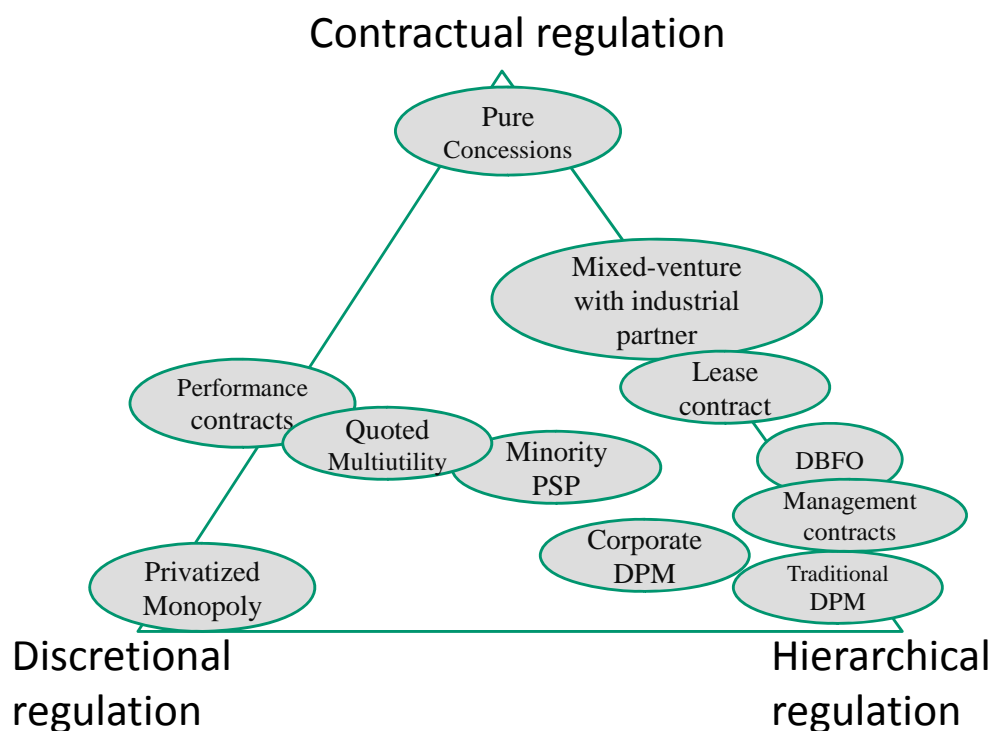 Contractual regulation
Pure
Concessions
Mixed-venture
with industrial
partner
Performance
contracts
Lease
contract
Quoted
Multiutility
Minority
PSP
DBFO
Management
contracts
Corporate
DPM
Traditional
DPM
Privatized
Monopoly
Discretional
regulation
Hierarchical
regulation